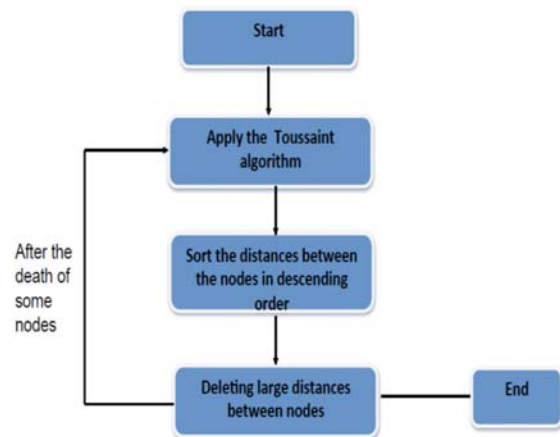 Start
Apply the Toussaint
algorithm
Sort the distances between
the nodes in descending
order
After the
death of
some
nodes
Deleting large distances
between nodes
End